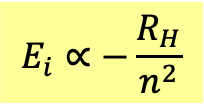 E_i ∝ − R_H / n²